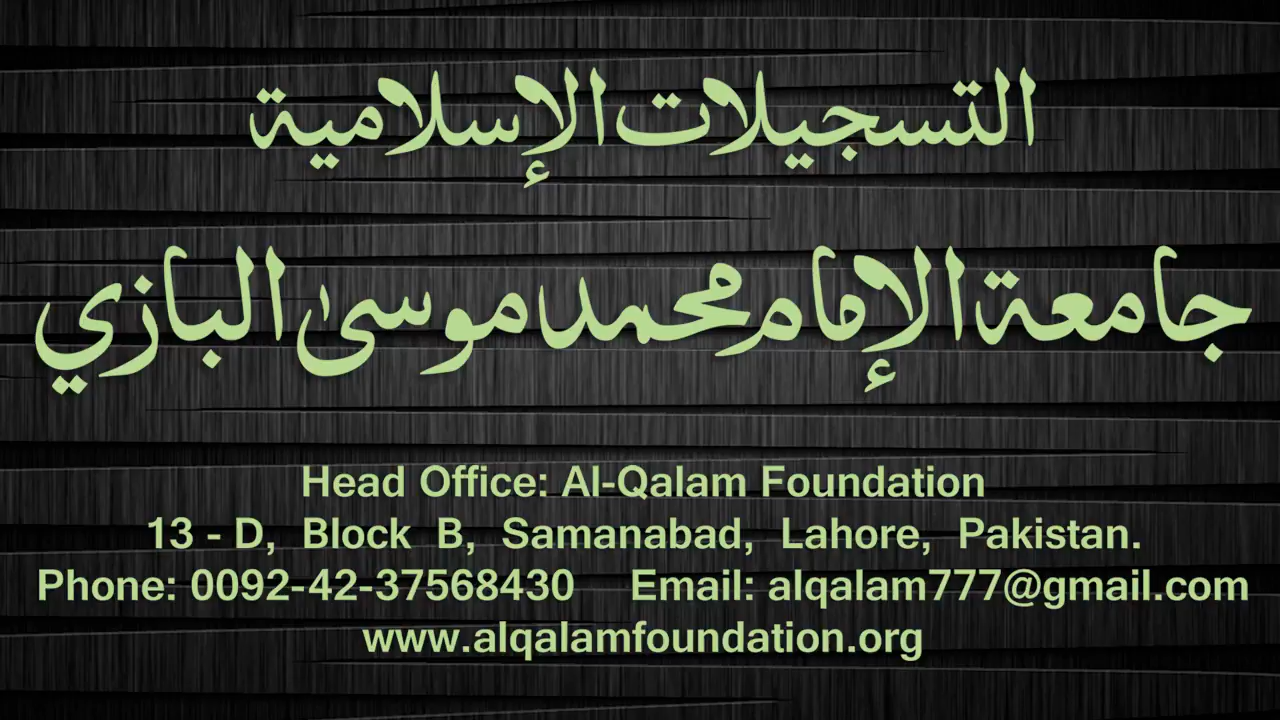 التسجيلات الإسلامية
جامعة الإمام محمد موسىٰ البازي
Head Office: Al-Qalam Foundation
13 - D, Block B, Samanabad, Lahore, Pakistan.
Phone: 0092-42-37568430 Email: alqalam777@gmail.com
www.alqalamfoundation.org